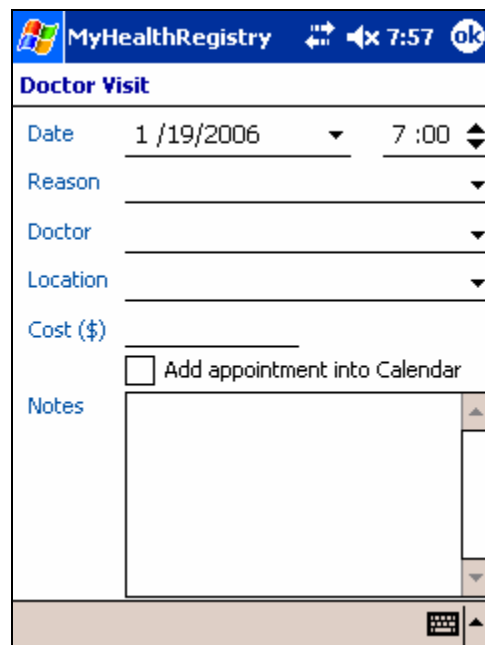 MyHealthRegistry 7:57 ok
Doctor Visit
Date 1 /19/2006 7 :00
Reason
Doctor
Location
Cost ($)
Add appointment into Calendar
Notes